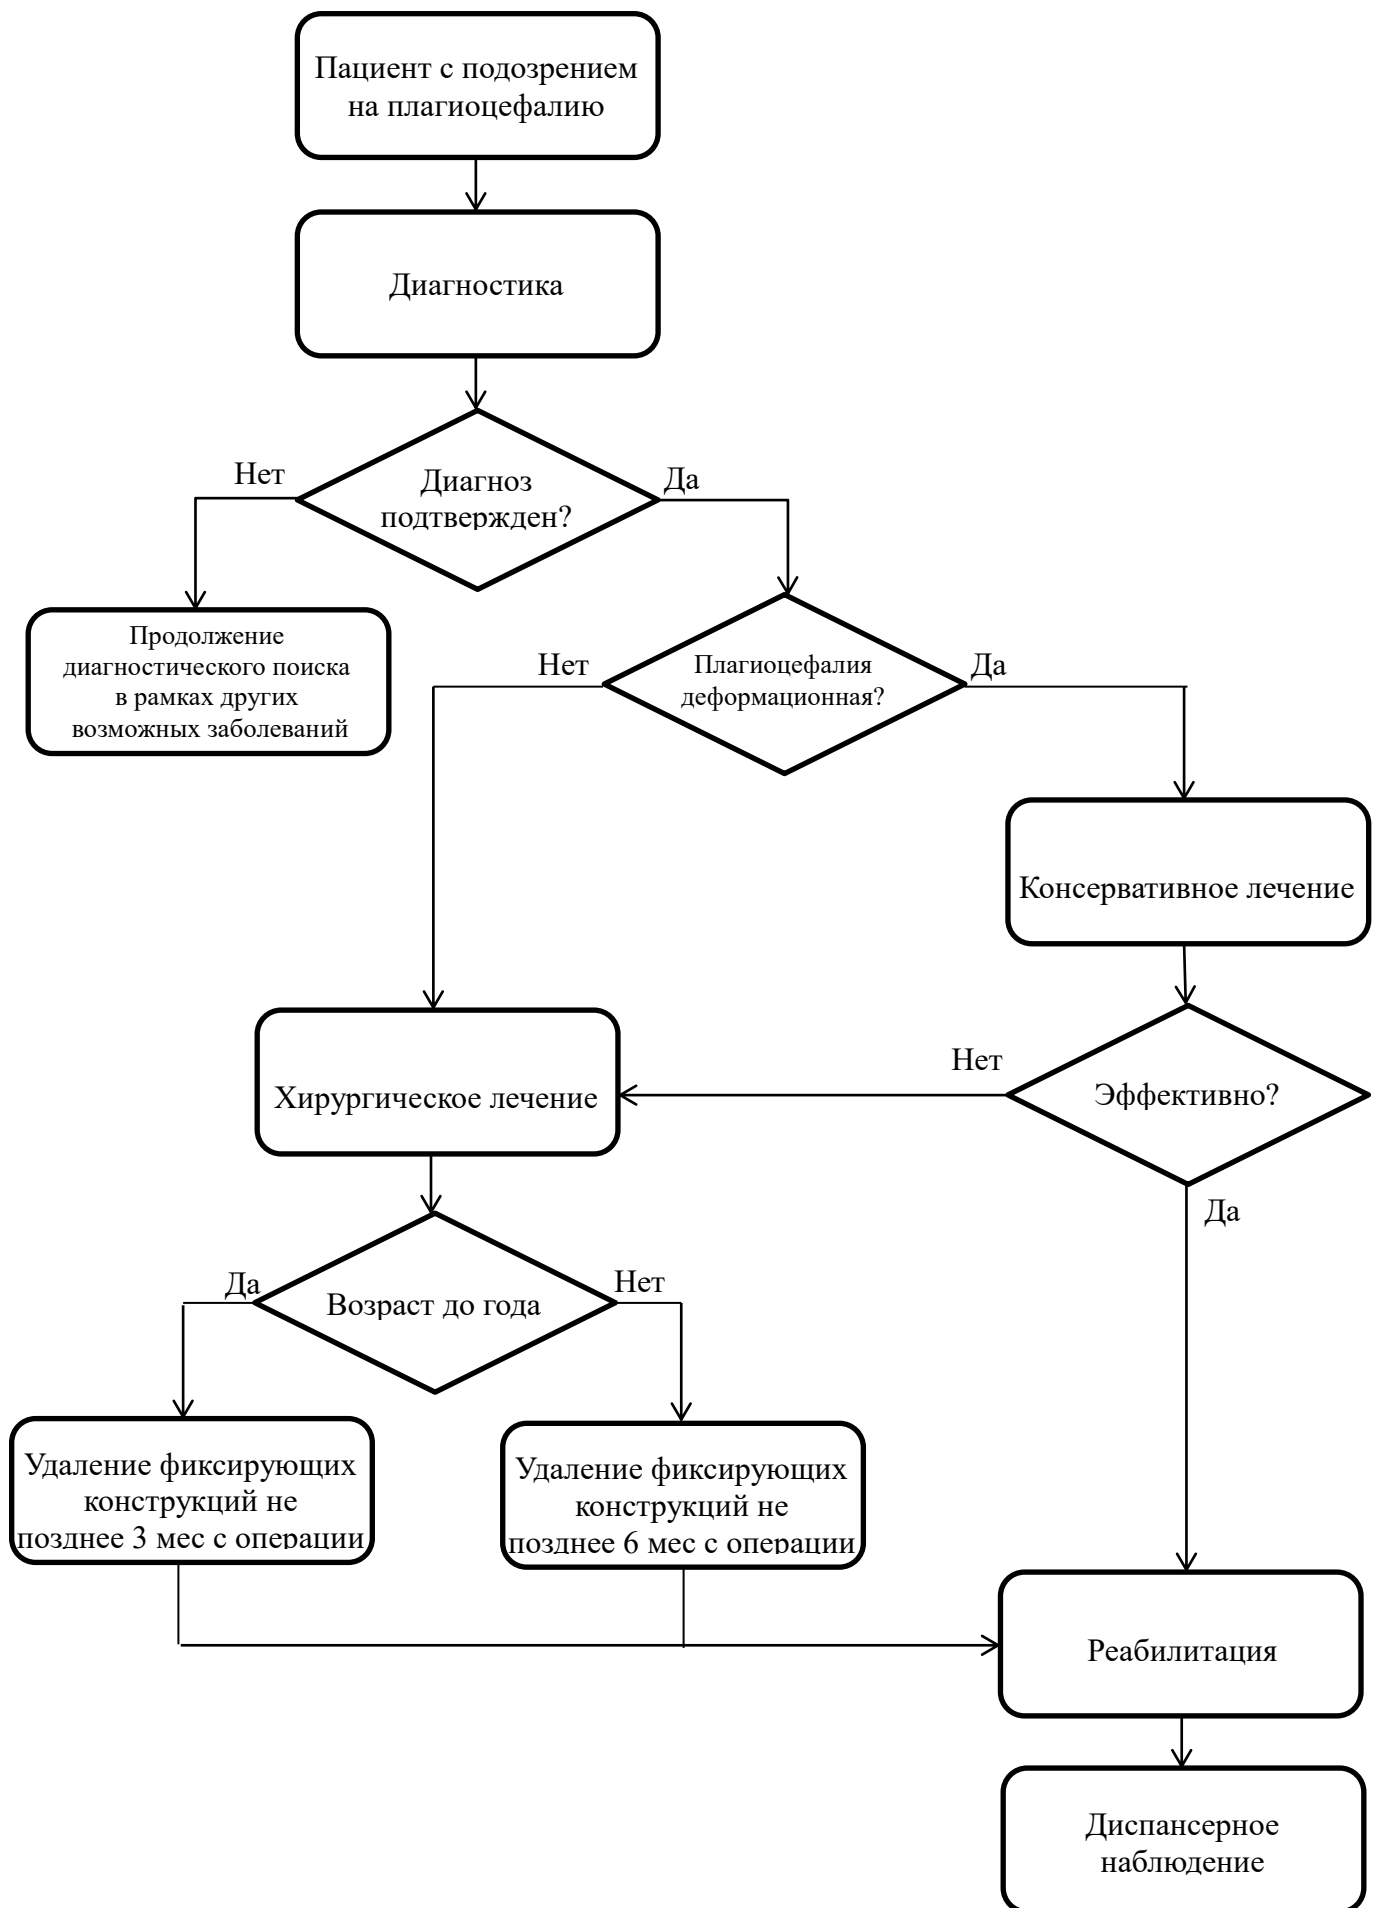 Пациент с подозрением
на плагиоцефалию
Диагностика
Нет
Да
Диагноз
подтвержден?
Продолжение
диагностического поиска
в рамках других
возможных заболеваний
Нет
Да
Плагиоцефалия
деформационная?
Консервативное лечение
Хирургическое лечение
Нет
Эффективно?
Да
Да
Нет
Возраст до года
Удаление фиксирующих
конструкций не
позднее 3 мес с операции
Удаление фиксирующих
конструкций не
позднее 6 мес с операции
Реабилитация
Диспансерное
наблюдение